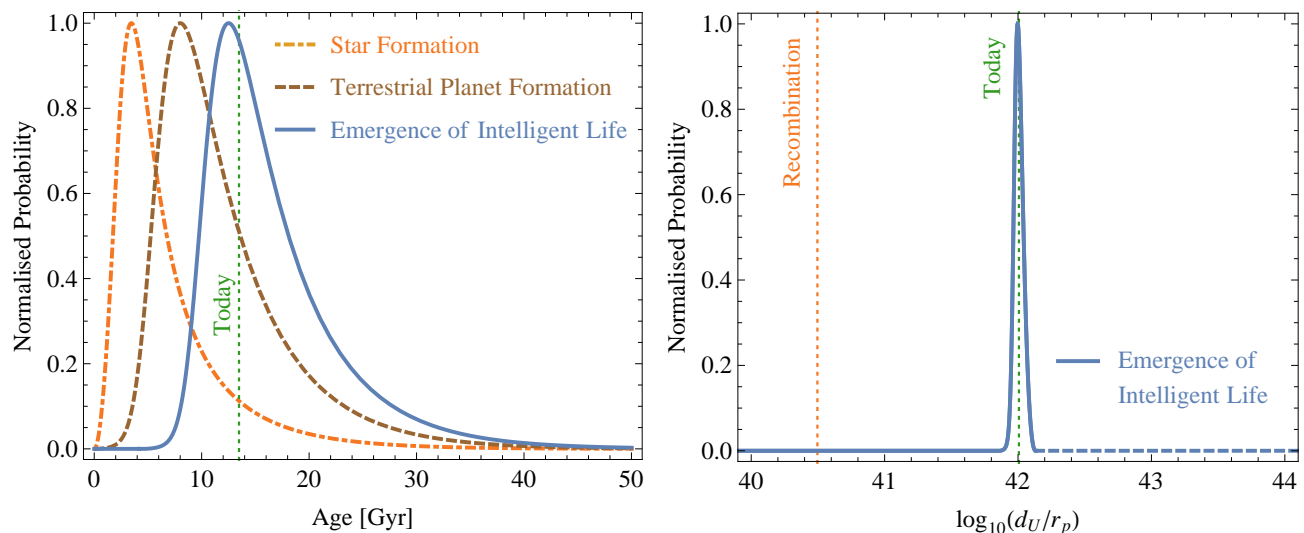 Normalised Probability
1.0
0.8
0.6
0.4
0.2
0.0
Star Formation
Terrestrial Planet Formation
Emergence of Intelligent Life
Today
0 10 20 30 40 50
Age [Gyr]
Normalised Probability
1.0
0.8
0.6
0.4
0.2
0.0
Recombination
Today
Emergence of
Intelligent Life
40 41 42 43 44
log₁₀(d_U/r_p)